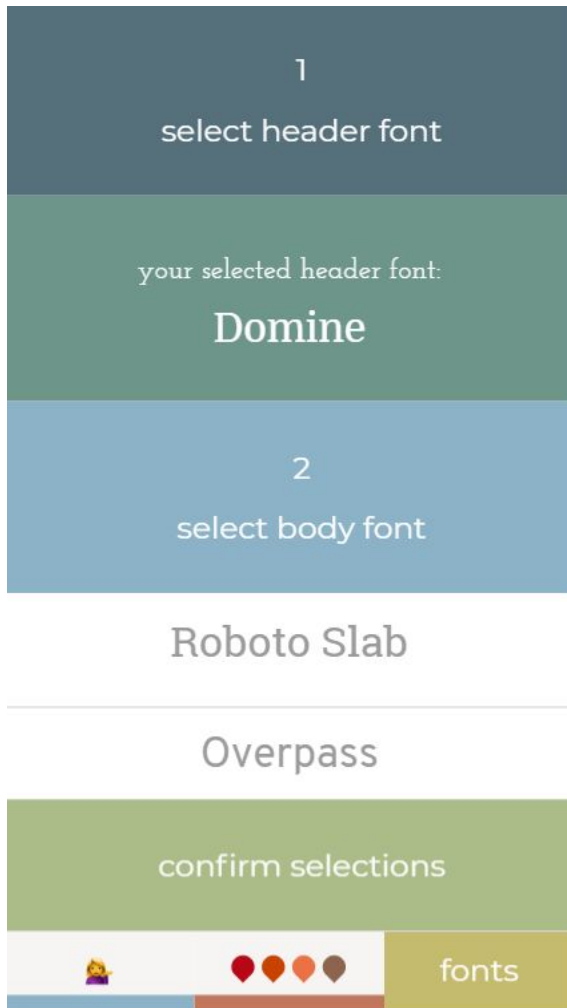 1
select header font
your selected header font:
Domine
2
select body font
Roboto Slab
Overpass
confirm selections
fonts